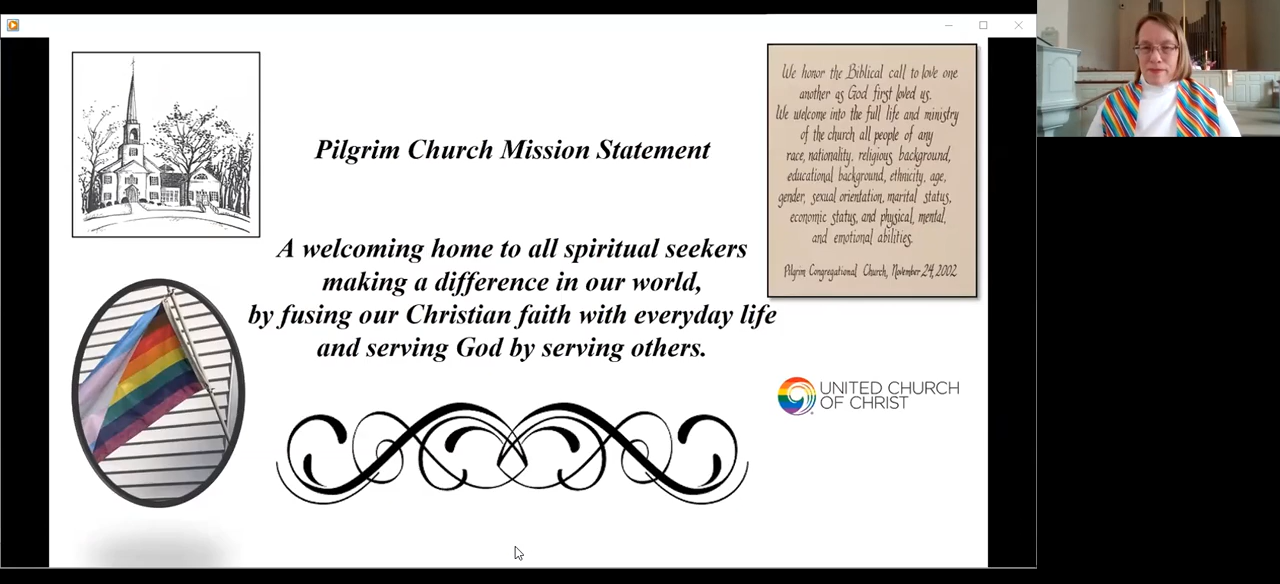 Pilgrim Church Mission Statement
A welcoming home to all spiritual seekers
making a difference in our world,
by fusing our Christian faith with everyday life
and serving God by serving others.
We honor the Biblical call to love one
another as God first loved us.
We welcome into the full life and ministry
of the church all people of any
race, nationality, religious background,
educational background, ethnicity, age,
gender, sexual orientation, marital status,
economic status, and physical, mental,
and emotional abilities.
Pilgrim Congregational Church, November 24, 2002
UNITED CHURCH
OF CHRIST